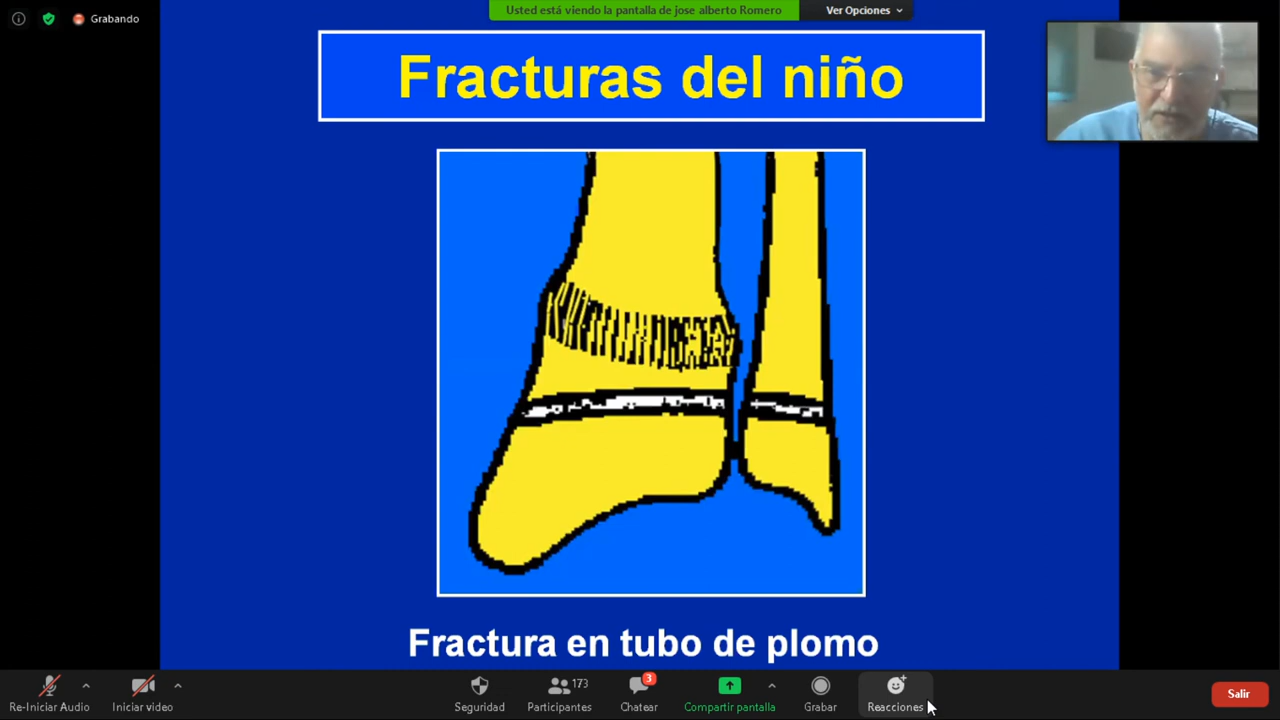 Grabando
Usted está viendo la pantalla de jose alberto Romero
Ver Opciones
Fracturas del niño
Fractura en tubo de plomo
Re-Iniciar Audio
Iniciar video
Seguridad
173
Participantes
3
Chatear
Compartir pantalla
Grabar
Reacciones
Salir